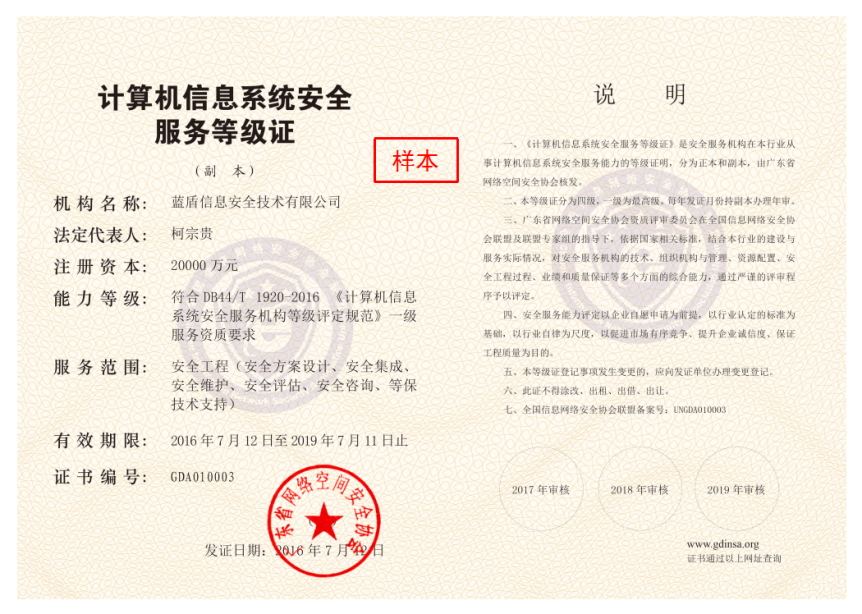 计算机信息系统安全
服务等级证
（副 本）
样本
机构名称： 蓝盾信息安全技术有限公司
法定代表人： 柯宗贵
注册资本： 20000 万元
能力等级： 符合 DB44/T 1920-2016 《计算机信息
系统安全服务机构等级评定规范》一级
服务资质要求
服务范围： 安全工程（安全方案设计、安全集成、
安全维护、安全评估、安全咨询、等保
技术支持）
有效期限： 2016 年 7 月 12 日至 2019 年 7 月 11 日止
证书编号： GDA010003
东省网络空间安全协会
发证日期：2016 年 7 月 12 日
说 明
一、《计算机信息系统安全服务等级证》是安全服务机构在本行业从
事计算机信息系统安全服务能力的等级证明，分为正本和副本，由广东省
网络空间安全协会核发。
二、本等级证分为四级，一级为最高级。每年发证月份持副本办理年审。
三、广东省网络空间安全协会资质评审委员会在全国信息网络安全协
会联盟及联盟专家组的指导下，依据国家相关标准，结合本行业的建设与
服务实际情况，对安全服务机构的技术、组织机构与管理、资源配置、安
全工程过程、业绩和质量保证等多个方面的综合能力，通过严谨的评审程
序予以评定。
四、安全服务能力评定以企业自愿申请为前提，以行业认定的标准为
基础，以行业自律为尺度，以促进市场有序竞争、提升企业诚信度、保证
工程质量为目的。
五、本等级证登记事项发生变更的，应向发证单位办理变更登记。
六、此证不得涂改、出租、出借、出让。
七、全国信息网络安全协会联盟备案号：UNGDA010003
2017 年审核
2018 年审核
2019 年审核
www.gdinsa.org
证书通过以上网址查询